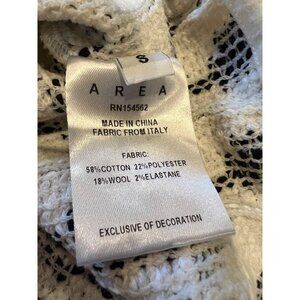 A R E A
RN154562
MADE IN CHINA
FABRIC FROM ITALY
FABRIC:
58%COTTON 22%POLYESTER
18%WOOL 2%ELASTANE
EXCLUSIVE OF DECORATION